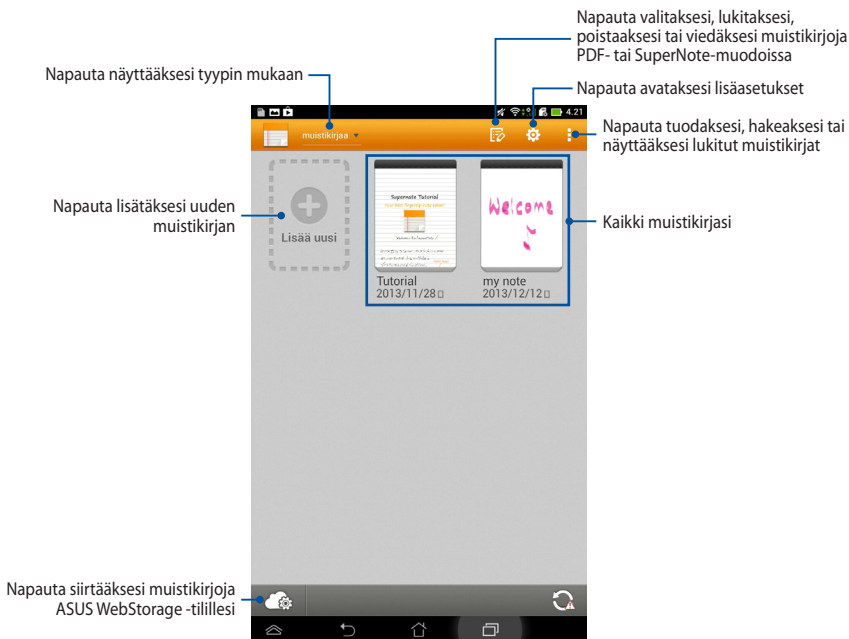 Napauta valitaksesi, lukitaksesi,
poistaaksesi tai viedäksesi muistikirjoja
PDF- tai SuperNote-muodoissa
Napauta näyttääksesi tyypin mukaan
Napauta avataksesi lisäasetukset
4.21
muistikirjaa
Napauta tuodaksesi, hakeaksesi tai
näyttääksesi lukitut muistikirjat
Napauta lisätäksesi uuden
muistikirjan
Lisää uusi
Supernote Tutorial
Welcome
Kaikki muistikirjasi
Tutorial
2013/11/28
my note
2013/12/12
Napauta siirtääksesi muistikirjoja
ASUS WebStorage -tilillesi